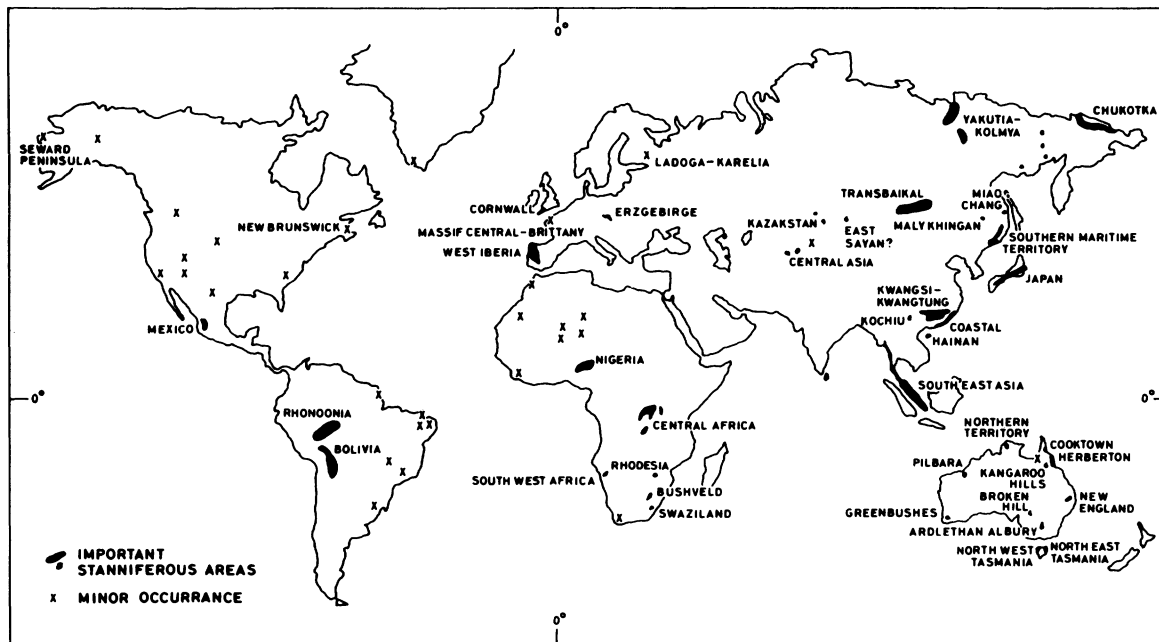 0°
CHUKOTKA
YAKUTIA-
KOLMYA
SEWARD
PENINSULA
LADOGA-KARELIA
TRANSBAIKAL
MIAO
CHANG
CORNWALL
ERZGEBIRGE
NEW BRUNSWICK
KAZAKSTAN
MALY KHINGAN
MASSIF CENTRAL-BRITTANY
EAST
SAYAN?
SOUTHERN MARITIME
TERRITORY
WEST IBERIA
CENTRAL ASIA
JAPAN
KWANGSI-
KWANGTUNG
MEXICO
KOCHIU
COASTAL
HAINAN
NIGERIA
SOUTH EAST ASIA
0°
0°
RHONOONIA
CENTRAL AFRICA
NORTHERN
TERRITORY
BOLIVIA
COOKTOWN
HERBERTON
RHODESIA
PILBARA
KANGAROO
HILLS
SOUTH WEST AFRICA
BUSHVELD
BROKEN
HILL
NEW
ENGLAND
SWAZILAND
GREENBUSHES
ARDLETHAN ALBURY
NORTH WEST
TASMANIA
NORTH EAST
TASMANIA
IMPORTANT
STANNIFEROUS AREAS
x MINOR OCCURRANCE
0°